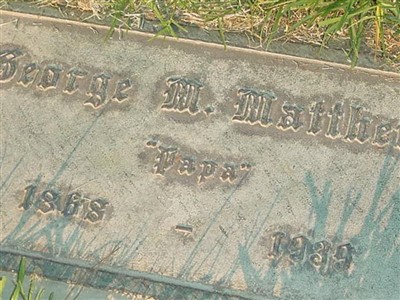 George M. Matthe
"Papa"
1868 - 1939